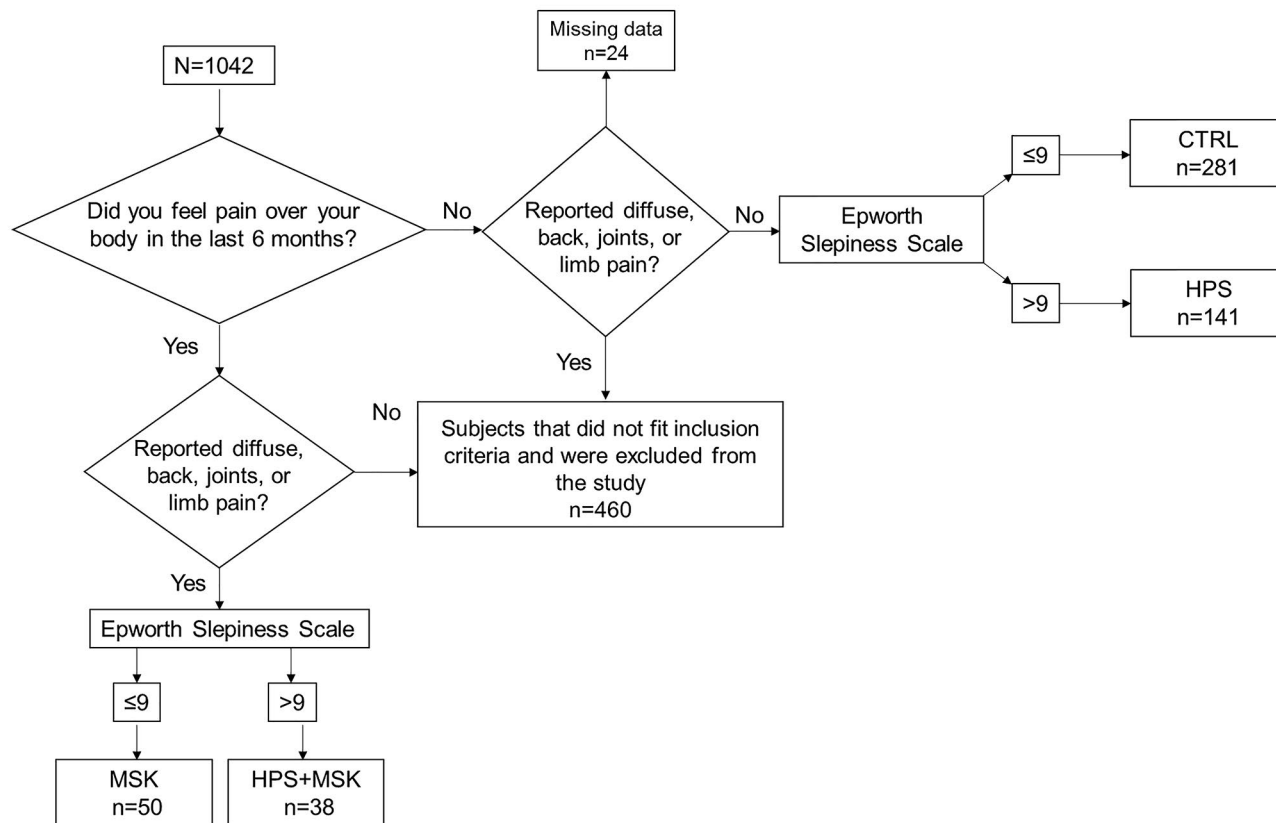 Missing data
n=24
N=1042
CTRL
n=281
≤9
Did you feel pain over your
body in the last 6 months?
No
Reported diffuse,
back, joints, or
limb pain?
No
Epworth
Slepiness Scale
>9
HPS
n=141
Yes
Yes
Reported diffuse,
back, joints, or
limb pain?
No
Subjects that did not fit inclusion
criteria and were excluded from
the study
n=460
Yes
Epworth Slepiness Scale
≤9
>9
MSK
n=50
HPS+MSK
n=38